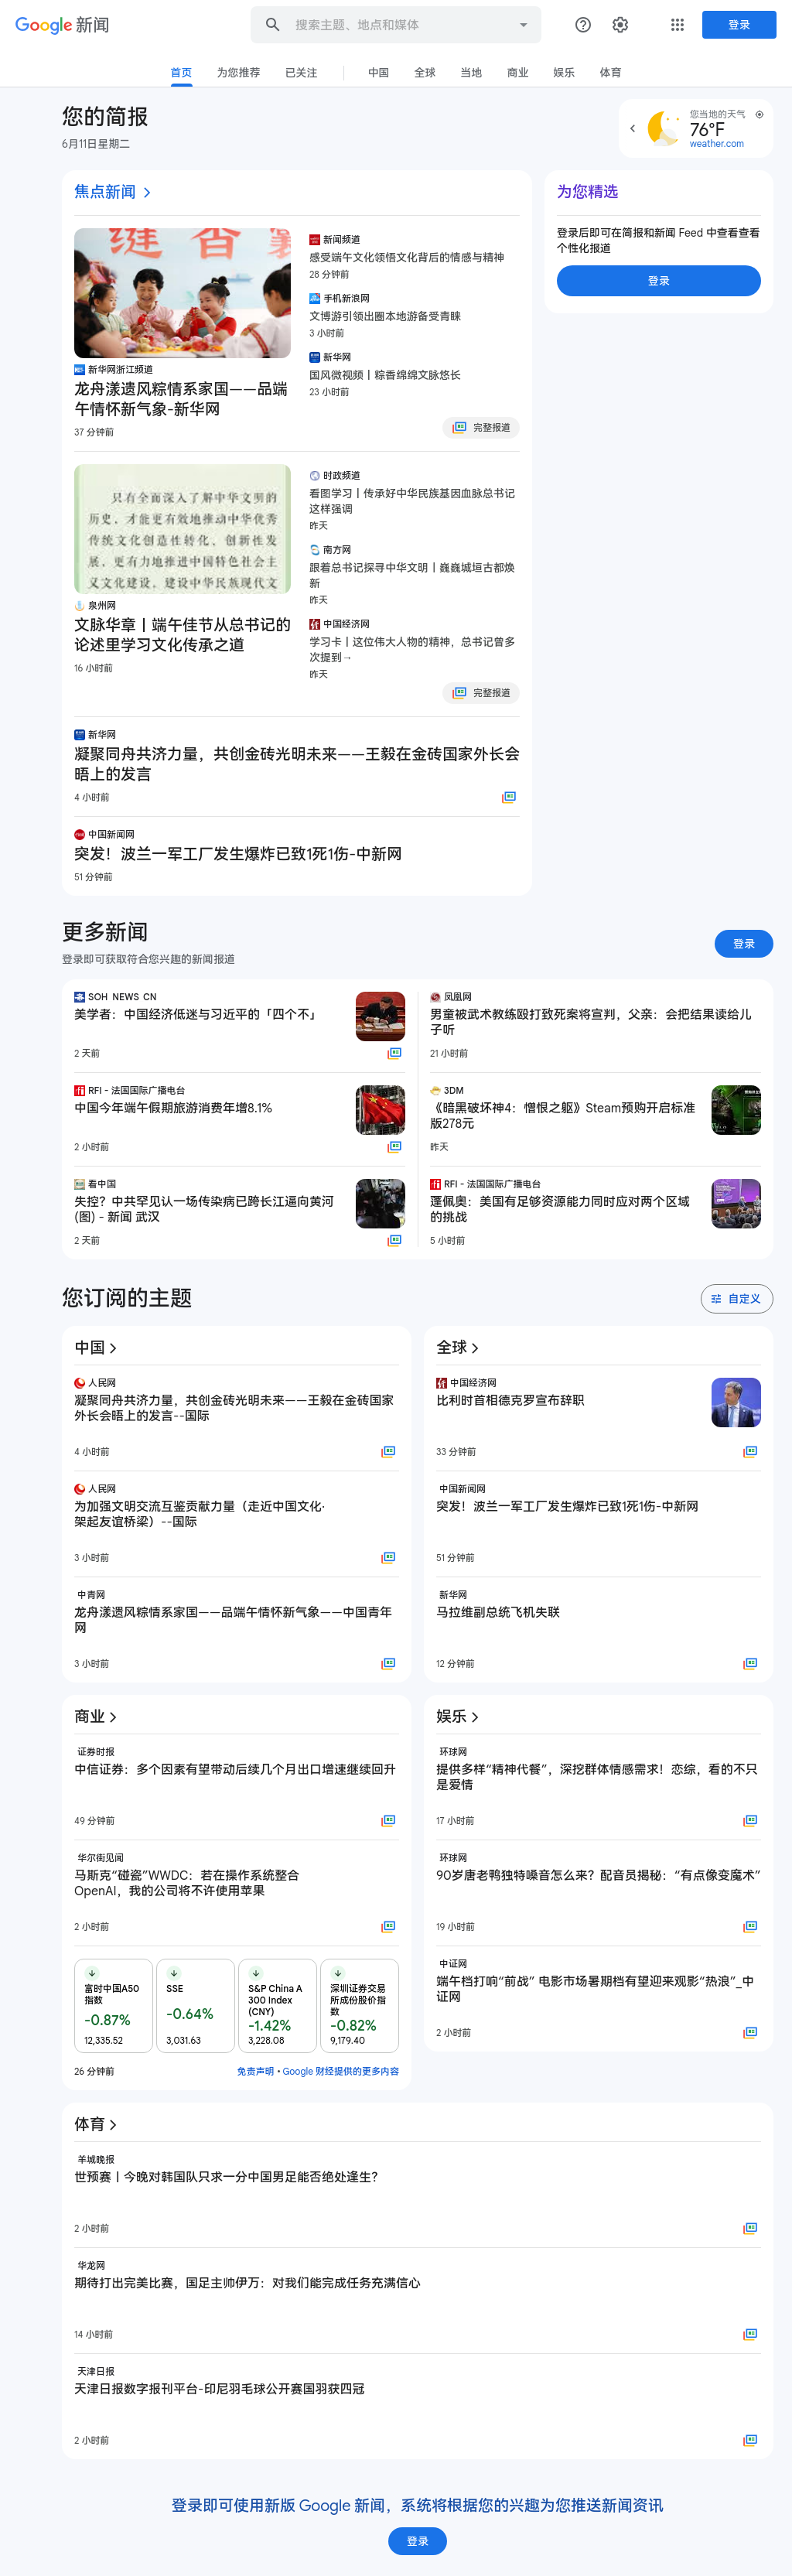 Google 新闻
搜索主题、地点和媒体
登录
首页
为您推荐
已关注
中国
全球
当地
商业
娱乐
体育
您的简报
6月11日星期二
您当地的天气
76°F
weather.com
焦点新闻
新华网浙江频道
龙舟漾遗风粽情系家国——品端
午情怀新气象-新华网
37 分钟前
新闻频道
感受端午文化领悟文化背后的情感与精神
28 分钟前
手机新浪网
文博游引领出圈本地游备受青睐
3 小时前
新华网
国风微视频丨粽香绵绵文脉悠长
23 小时前
完整报道
只有全面深入了解中华文明的历
史，才能更有效地推动中华优秀
传统文化创造性转化、创新性发
展，更有力地推进中国特色社会主
义文化建设，建设中华民族现代文
泉州网
文脉华章丨端午佳节从总书记的
论述里学习文化传承之道
16 小时前
时政频道
看图学习丨传承好中华民族基因血脉总书记
这样强调
昨天
南方网
跟着总书记探寻中华文明丨巍巍城垣古都焕
新
昨天
中国经济网
学习卡丨这位伟大人物的精神，总书记曾多
次提到→
昨天
完整报道
新华网
凝聚同舟共济力量，共创金砖光明未来——王毅在金砖国家外长会
晤上的发言
4 小时前
中国新闻网
突发！波兰一军工厂发生爆炸已致1死1伤-中新网
51 分钟前
为您精选
登录后即可在简报和新闻 Feed 中查看查看
个性化报道
登录
更多新闻
登录即可获取符合您兴趣的新闻报道
登录
SOH NEWS CN
美学者：中国经济低迷与习近平的「四个不」
2 天前
RFI - 法国国际广播电台
中国今年端午假期旅游消费年增8.1%
2 小时前
看中国
失控？中共罕见认一场传染病已跨长江逼向黄河
(图) - 新闻 武汉
2 天前
凤凰网
男童被武术教练殴打致死案将宣判，父亲：会把结果读给儿
子听
21 小时前
3DM
《暗黑破坏神4：憎恨之躯》Steam预购开启标准
版278元
昨天
RFI - 法国国际广播电台
蓬佩奥：美国有足够资源能力同时应对两个区域
的挑战
5 小时前
您订阅的主题
自定义
中国
人民网
凝聚同舟共济力量，共创金砖光明未来——王毅在金砖国家
外长会晤上的发言--国际
4 小时前
人民网
为加强文明交流互鉴贡献力量（走近中国文化·
架起友谊桥梁）--国际
3 小时前
中青网
龙舟漾遗风粽情系家国——品端午情怀新气象——中国青年
网
3 小时前
全球
中国经济网
比利时首相德克罗宣布辞职
33 分钟前
中国新闻网
突发！波兰一军工厂发生爆炸已致1死1伤-中新网
51 分钟前
新华网
马拉维副总统飞机失联
12 分钟前
商业
证券时报
中信证券：多个因素有望带动后续几个月出口增速继续回升
49 分钟前
华尔街见闻
马斯克“碰瓷”WWDC：若在操作系统整合
OpenAI，我的公司将不许使用苹果
2 小时前
富时中国A50
指数
-0.87%
12,335.52
SSE
-0.64%
3,031.63
S&P China A
300 Index
(CNY)
-1.42%
3,228.08
深圳证券交易
所成份股价指
数
-0.82%
9,179.40
26 分钟前
免责声明 • Google 财经提供的更多内容
娱乐
环球网
提供多样“精神代餐”，深挖群体情感需求！恋综，看的不只
是爱情
17 小时前
环球网
90岁唐老鸭独特嗓音怎么来？配音员揭秘：“有点像变魔术”
19 小时前
中证网
端午档打响“前战” 电影市场暑期档有望迎来观影“热浪”_中
证网
2 小时前
体育
羊城晚报
世预赛丨今晚对韩国队只求一分中国男足能否绝处逢生？
2 小时前
华龙网
期待打出完美比赛，国足主帅伊万：对我们能完成任务充满信心
14 小时前
天津日报
天津日报数字报刊平台-印尼羽毛球公开赛国羽获四冠
2 小时前
登录即可使用新版 Google 新闻，系统将根据您的兴趣为您推送新闻资讯
登录